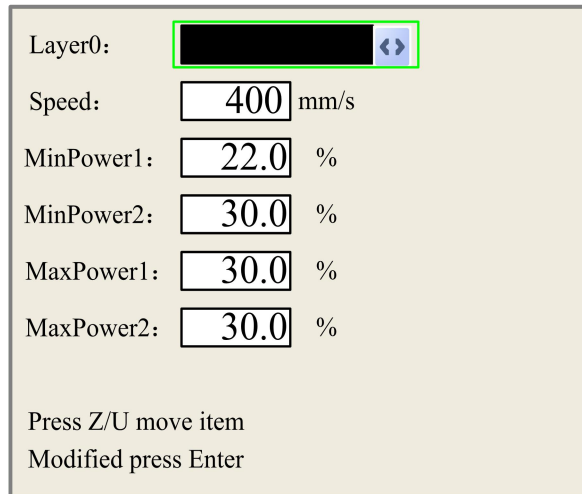 Layer0：
Speed： 400 mm/s
MinPower1： 22.0 %
MinPower2： 30.0 %
MaxPower1： 30.0 %
MaxPower2： 30.0 %
Press Z/U move item
Modified press Enter